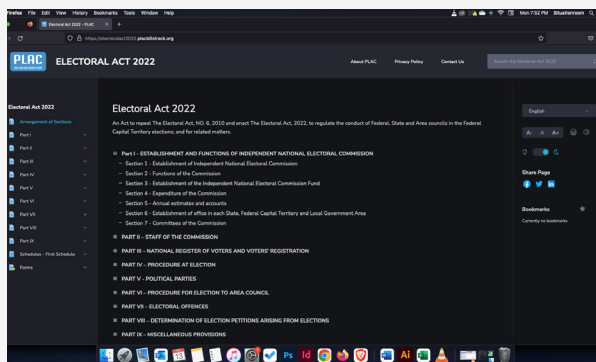 Firefox File Edit View History Bookmarks Tools Window Help
Mon 7:52 PM Situationroom
Electoral Act 2022 - PLAC
https://electoralact2022.placbillstrack.org
PLAC
ELECTORAL ACT 2022
About PLAC Privacy Policy Contact Us
Search the Electoral Act 2022
Electoral Act 2022
Arrangement of Sections
Part I
Part II
Part III
Part IV
Part V
Part VI
Part VII
Part VIII
Part IX
Schedules - First Schedule
Forms
Electoral Act 2022
An Act to repeal The Electoral Act, NO. 6, 2010 and enact The Electoral Act, 2022, to regulate the conduct of Federal, State and Area councils in the Federal
Capital Territory elections; and for related matters.
Part I - ESTABLISHMENT AND FUNCTIONS OF INDEPENDENT NATIONAL ELECTORAL COMMISSION
– Section 1 - Establishment of Independent National Electoral Commission
– Section 2 - Functions of the Commission
– Section 3 - Establishment of the Independent National Electoral Commission Fund
– Section 4 - Expenditure of the Commission
– Section 5 - Annual estimates and accounts
– Section 6 - Establishment of office in each State, Federal Capital Territory and Local Government Area
– Section 7 - Committees of the Commission
PART II – STAFF OF THE COMMISSION
PART III – NATIONAL REGISTER OF VOTERS AND VOTERS' REGISTRATION
PART IV – PROCEDURE AT ELECTION
PART V – POLITICAL PARTIES
PART VI – PROCEDURE FOR ELECTION TO AREA COUNCIL
PART VII – ELECTORAL OFFENCES
PART VIII – DETERMINATION OF ELECTION PETITIONS ARISING FROM ELECTIONS
PART IX – MISCELLANEOUS PROVISIONS
English
A- A A+
Share Page
Bookmarks
Currently no bookmarks
Ps Id Ai